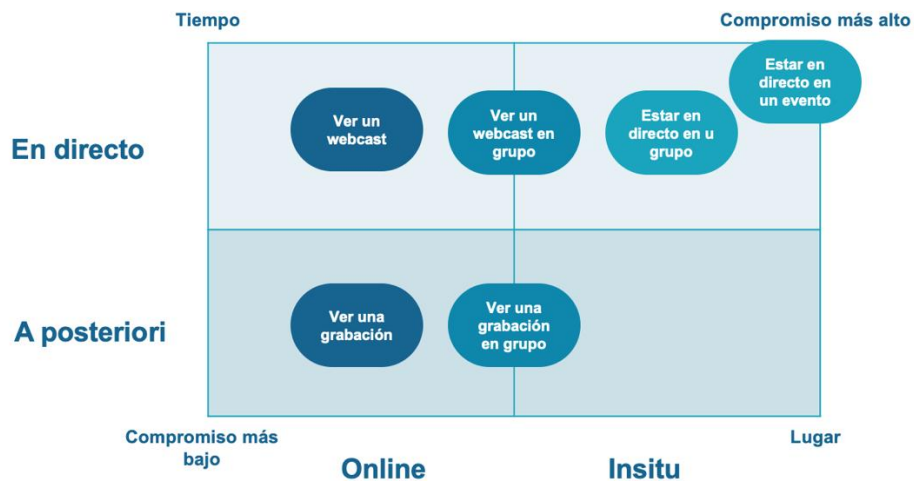 Tiempo
Compromiso más alto
Estar en
directo en
un evento
Ver un
webcast
Ver un
webcast en
grupo
Estar en
directo en u
grupo
En directo
Ver una
grabación
Ver una
grabación
en grupo
A posteriori
Compromiso más
bajo
Lugar
Online
Insitu